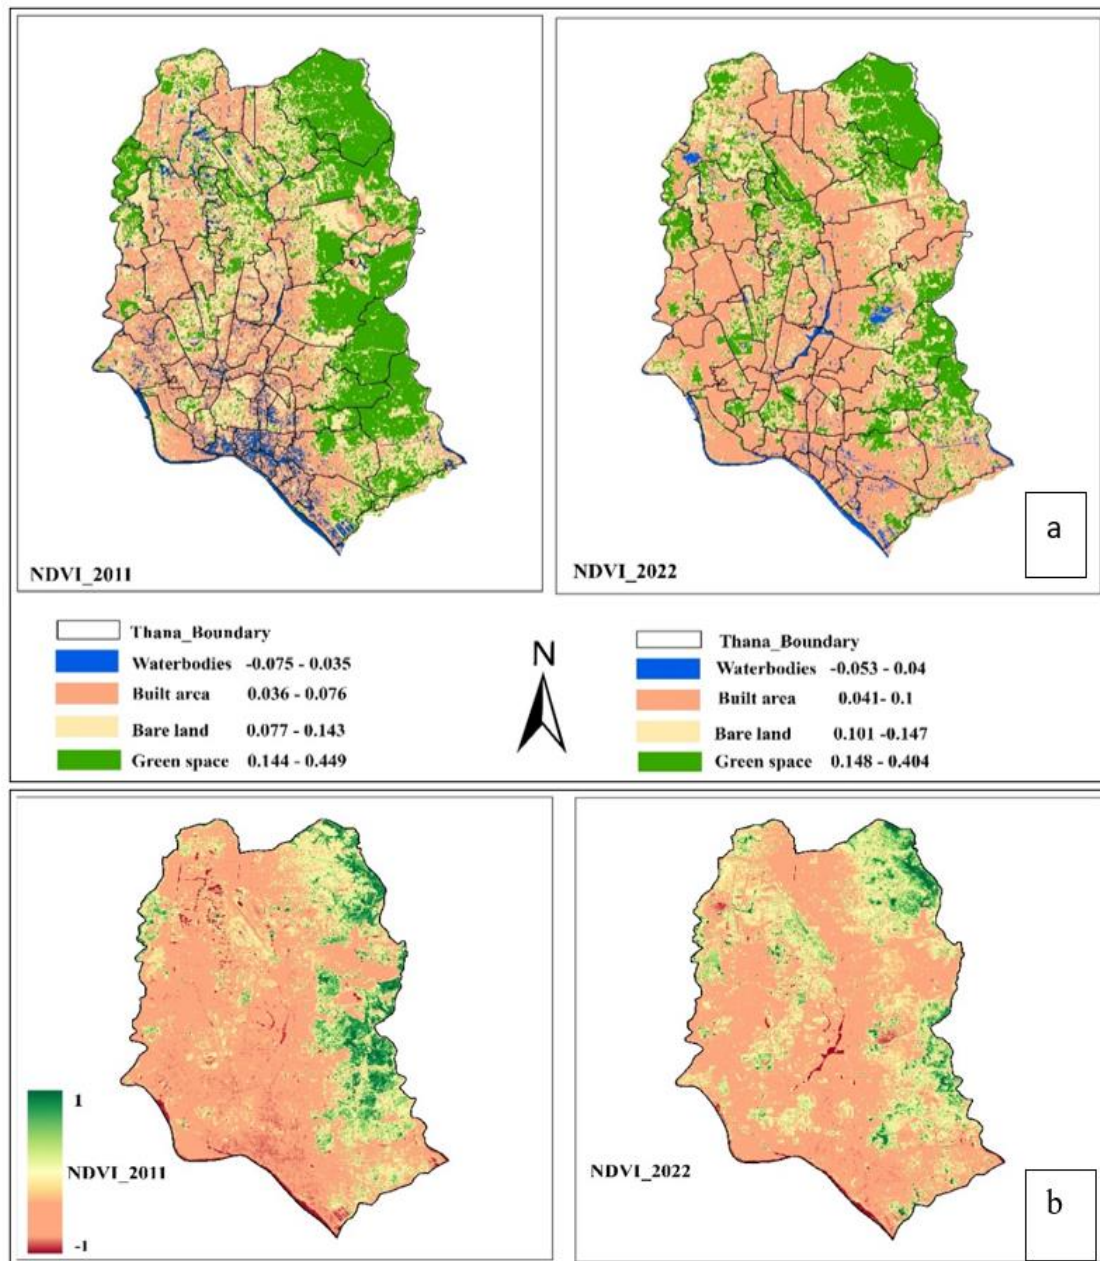 a
NDVI_2011
NDVI_2022
Thana_Boundary
Waterbodies -0.075 - 0.035
Built area 0.036 - 0.076
Bare land 0.077 - 0.143
Green space 0.144 - 0.449
N
Thana_Boundary
Waterbodies -0.053 - 0.04
Built area 0.041- 0.1
Bare land 0.101 -0.147
Green space 0.148 - 0.404
1
NDVI_2011
-1
NDVI_2022
b